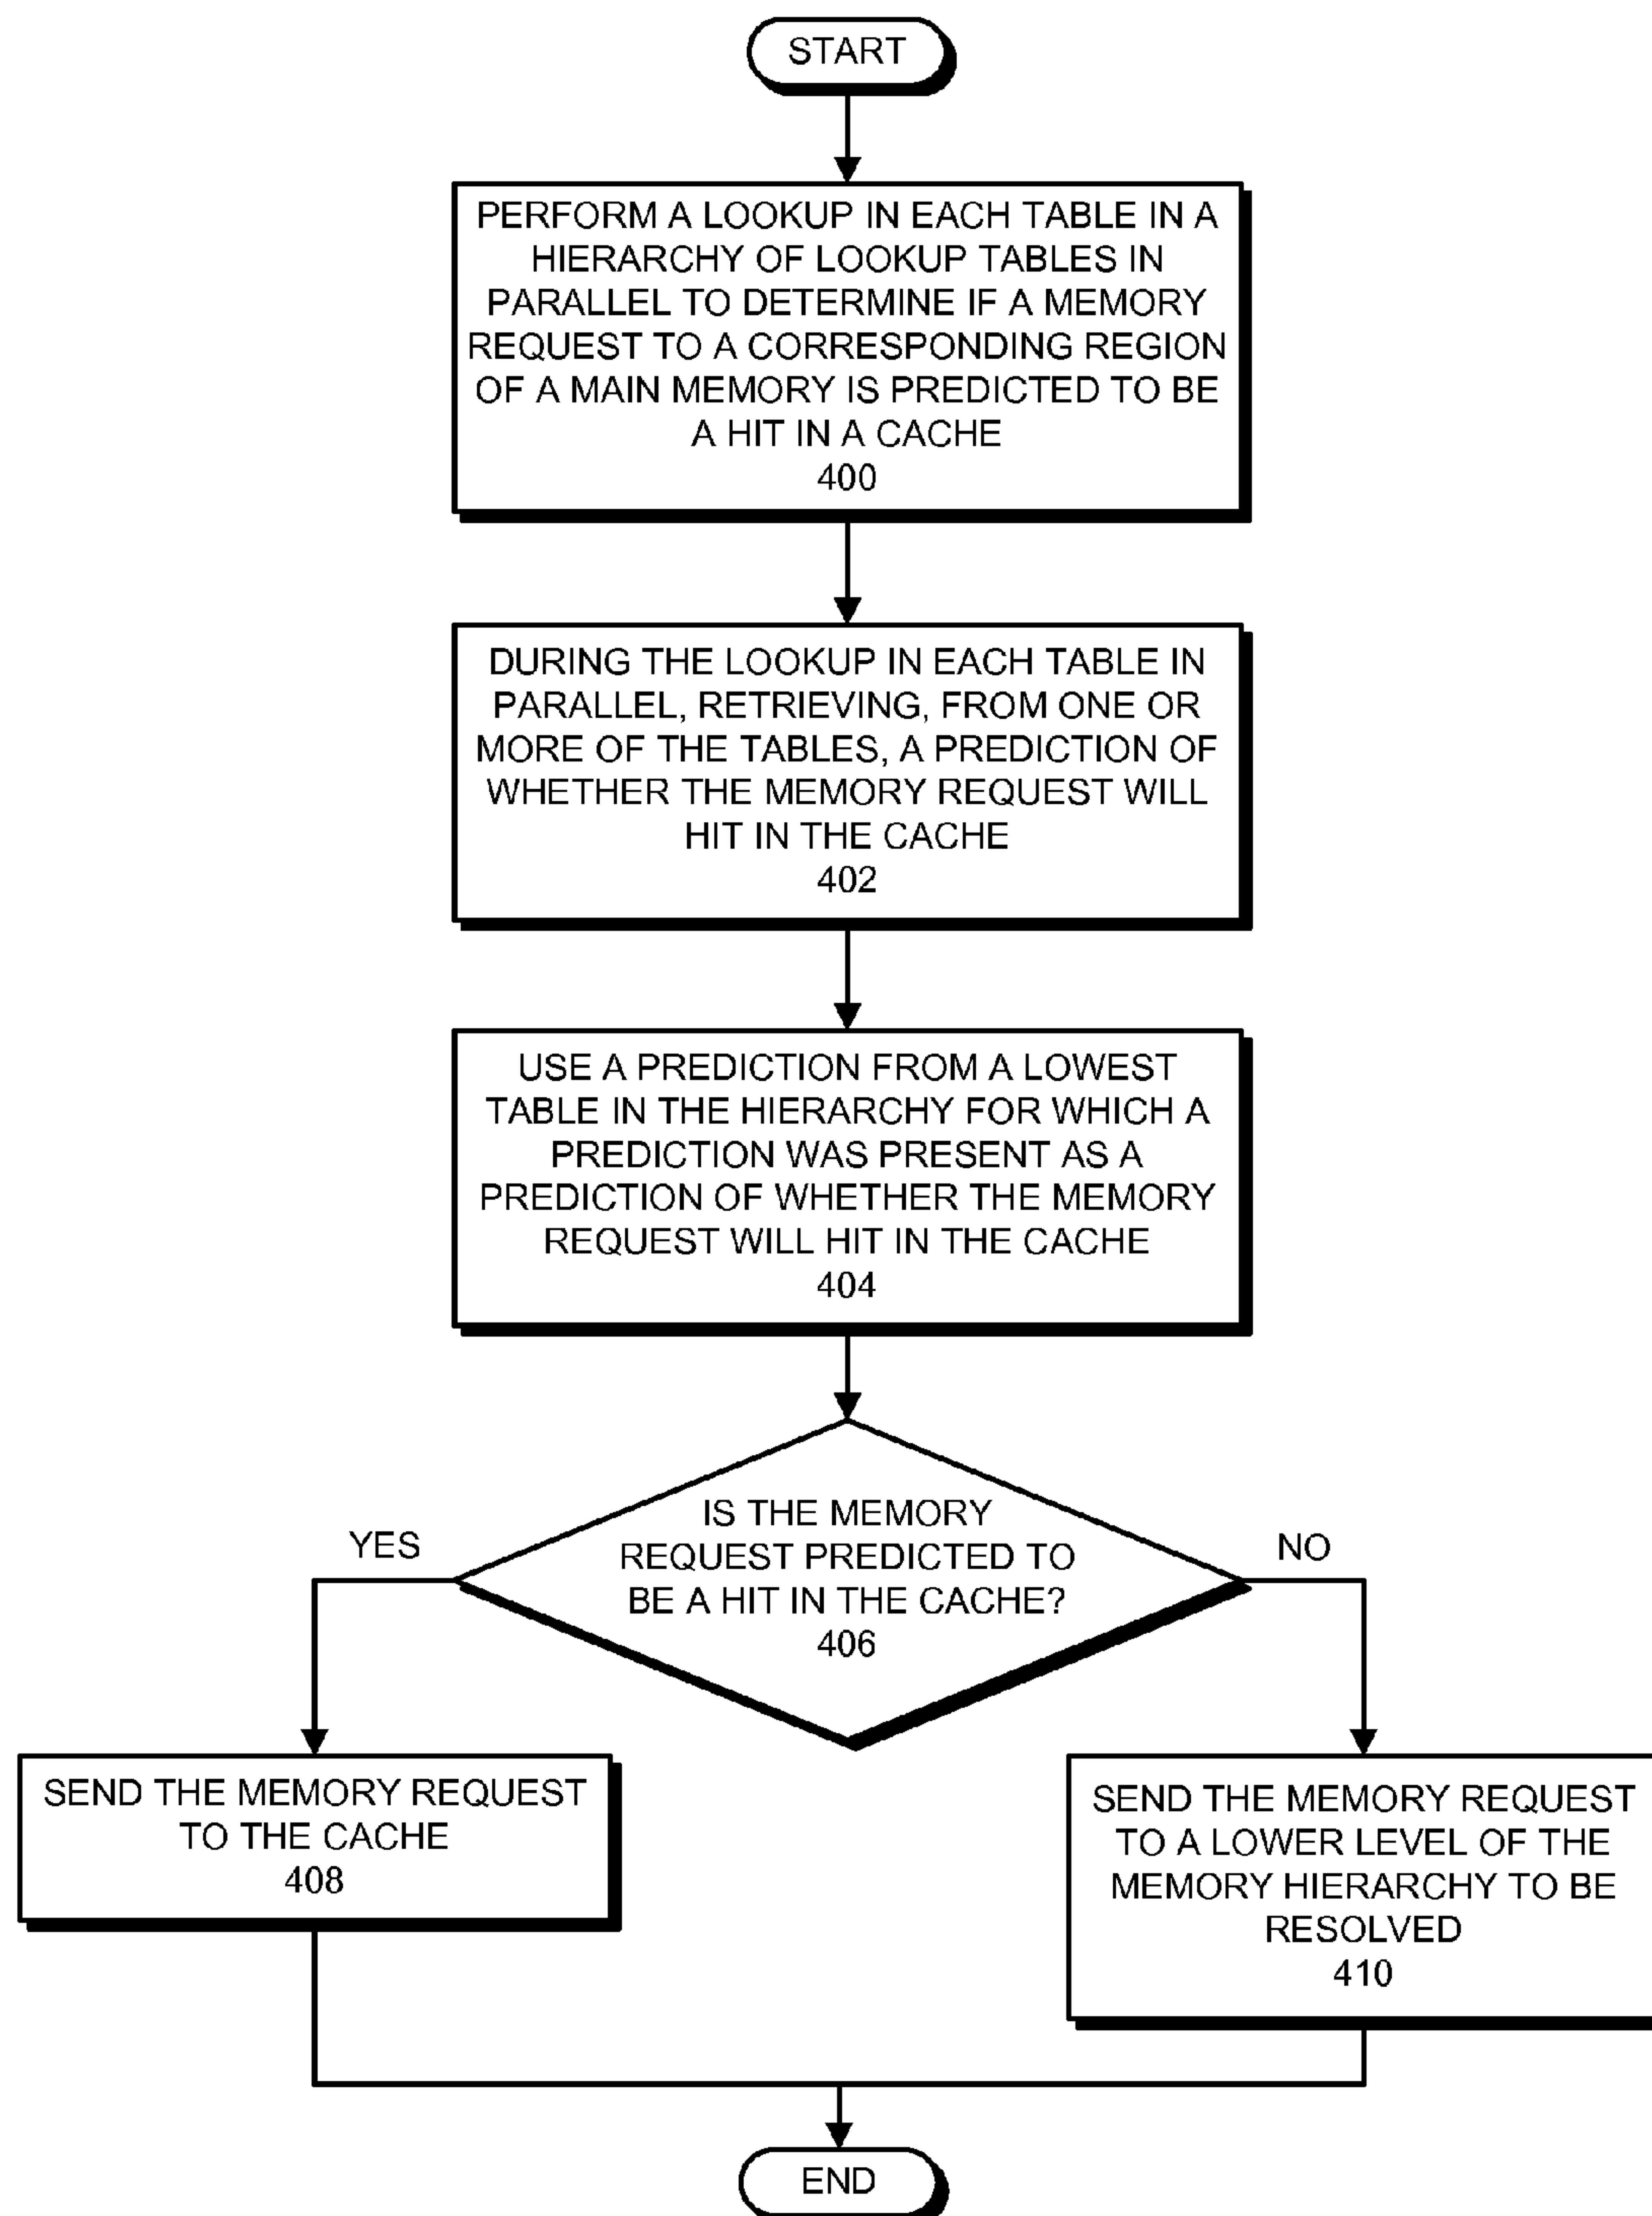 START
PERFORM A LOOKUP IN EACH TABLE IN A
HIERARCHY OF LOOKUP TABLES IN
PARALLEL TO DETERMINE IF A MEMORY
REQUEST TO A CORRESPONDING REGION
OF A MAIN MEMORY IS PREDICTED TO BE
A HIT IN A CACHE
400
DURING THE LOOKUP IN EACH TABLE IN
PARALLEL, RETRIEVING, FROM ONE OR
MORE OF THE TABLES, A PREDICTION OF
WHETHER THE MEMORY REQUEST WILL
HIT IN THE CACHE
402
USE A PREDICTION FROM A LOWEST
TABLE IN THE HIERARCHY FOR WHICH A
PREDICTION WAS PRESENT AS A
PREDICTION OF WHETHER THE MEMORY
REQUEST WILL HIT IN THE CACHE
404
IS THE MEMORY
REQUEST PREDICTED TO
BE A HIT IN THE CACHE?
406
YES
NO
SEND THE MEMORY REQUEST
TO THE CACHE
408
SEND THE MEMORY REQUEST
TO A LOWER LEVEL OF THE
MEMORY HIERARCHY TO BE
RESOLVED
410
END